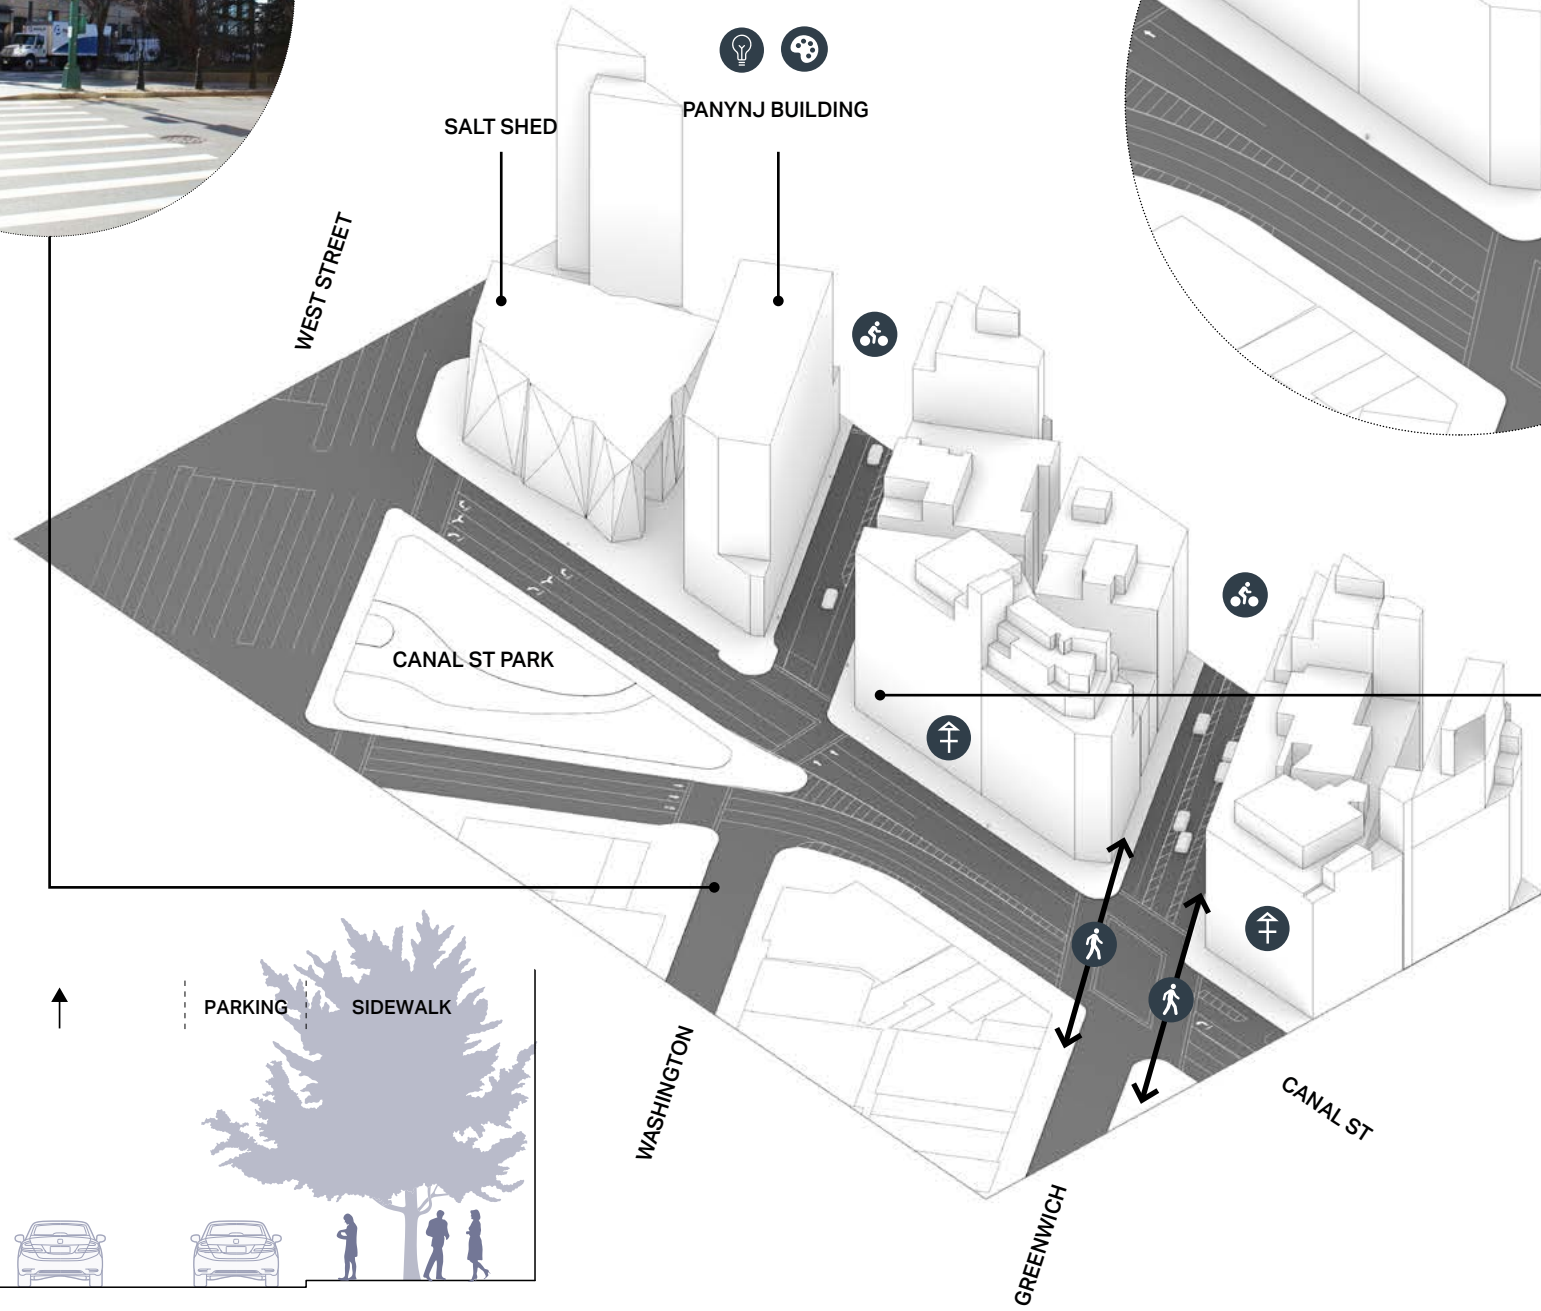 SALT SHED
PANYNJ BUILDING
WEST STREET
CANAL ST PARK
PARKING
SIDEWALK
WASHINGTON
GREENWICH
CANAL ST